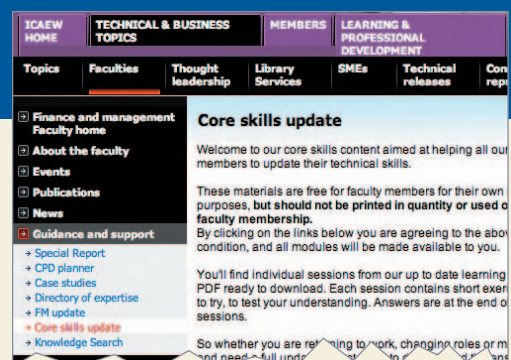 ICAEW HOME
TECHNICAL & BUSINESS TOPICS
MEMBERS
LEARNING & PROFESSIONAL DEVELOPMENT
Topics
Faculties
Thought leadership
Library Services
SMEs
Technical releases
Finance and management Faculty home
About the faculty
Events
Publications
News
Guidance and support
Special Report
CPD planner
Case studies
Directory of expertise
FM update
Core skills update
Knowledge Search
Core skills update
Welcome to our core skills content aimed at helping all our
members to update their technical skills.
These materials are free for faculty members for their own
purposes, but should not be printed in quantity or used
faculty membership.
By clicking on the links below you are agreeing to the
condition, and all modules will be made available to you.
You'll find individual sessions from our up to date learning
PDF ready to download. Each session contains short
to try, to test your understanding. Answers are at the end
sessions.
So whether you are returning to work, changing roles or